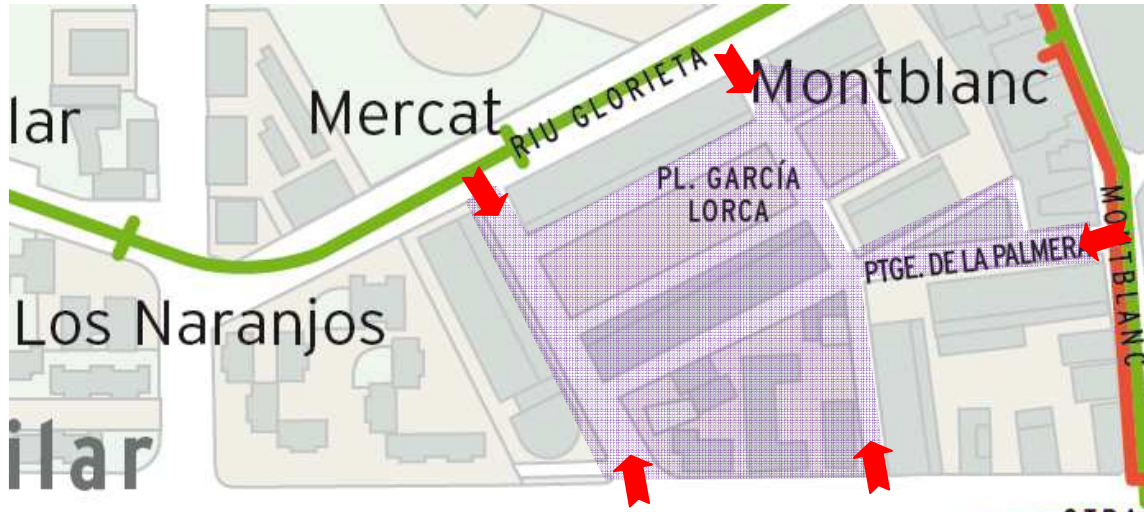 lar
Mercat
RIU GLORIETA
Montblanc
PL. GARCÍA
LORCA
PTGE. DE LA PALMERA
MONTBLANC
Los Naranjos
ilar